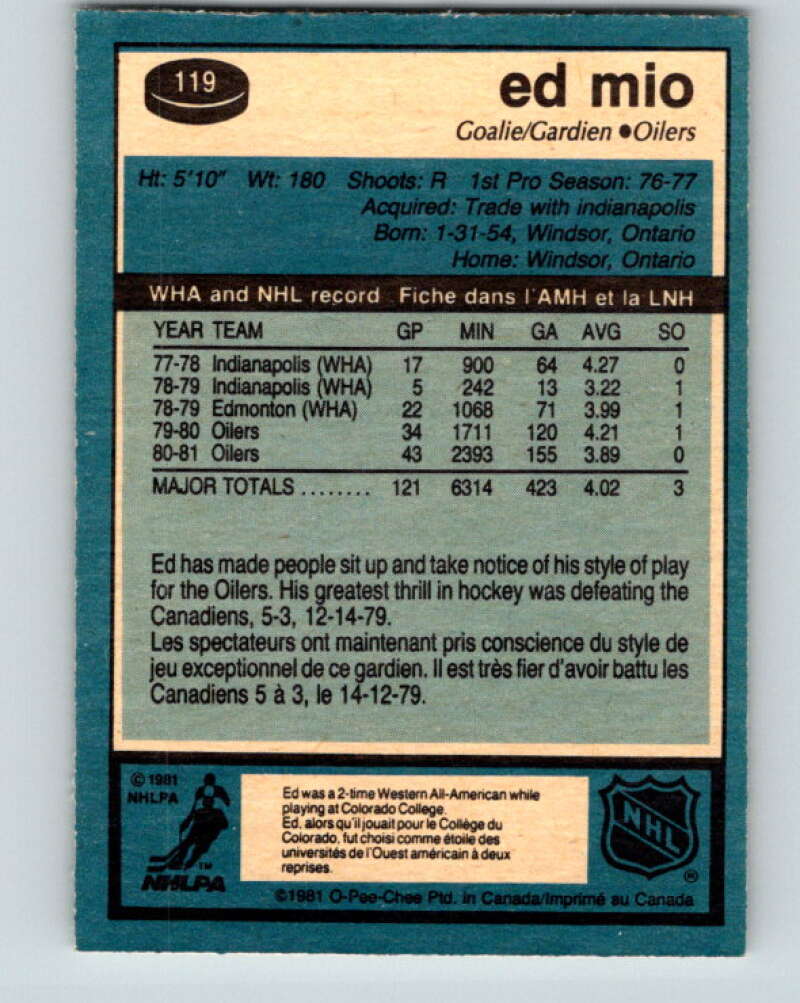 119
ed mio
Goalie/Gardien ●Oilers
Ht: 5'10" Wt: 180 Shoots: R 1st Pro Season: 76-77
Acquired: Trade with indianapolis
Born: 1-31-54, Windsor, Ontario
Home: Windsor, Ontario
WHA and NHL record Fiche dans l'AMH et la LNH
YEAR TEAM GP MIN GA AVG SO
77-78 Indianapolis (WHA) 17 900 64 4.27 0
78-79 Indianapolis (WHA) 5 242 13 3.22 1
78-79 Edmonton (WHA) 22 1068 71 3.99 1
79-80 Oilers 34 1711 120 4.21 1
80-81 Oilers 43 2393 155 3.89 0
MAJOR TOTALS ........ 121 6314 423 4.02 3
Ed has made people sit up and take notice of his style of play
for the Oilers. His greatest thrill in hockey was defeating the
Canadiens, 5-3, 12-14-79.
Les spectateurs ont maintenant pris conscience du style de
jeu exceptionnel de ce gardien. Il est très fier d'avoir battu les
Canadiens 5 à 3, le 14-12-79.
© 1981
NHLPA
TM
NHLPA
Ed was a 2-time Western All-American while
playing at Colorado College.
Ed, alors qu'il jouait pour le Collège du
Colorado, fut choisi comme étoile des
universités de l'Ouest américain à deux
reprises.
NHL
®
©1981 O-Pee-Chee Ptd. in Canada/Imprimé au Canada